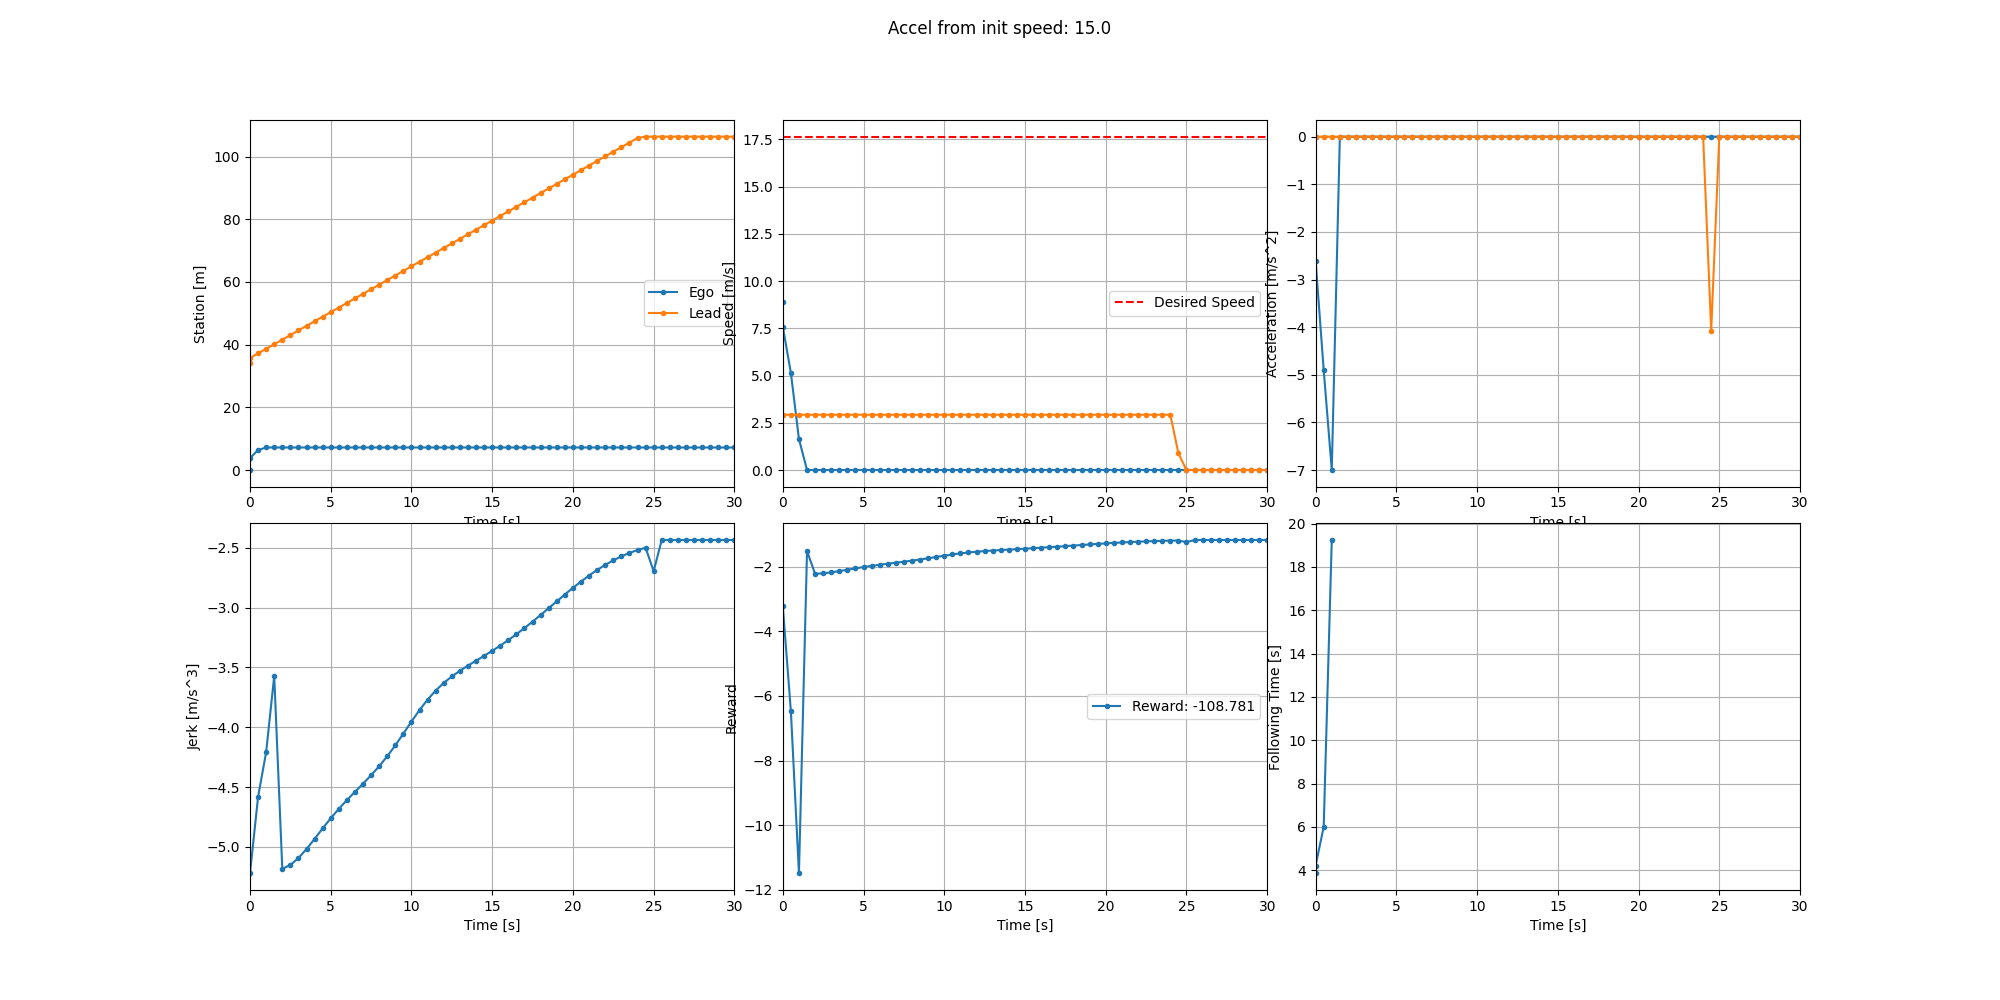 Accel from init speed: 15.0
Station [m]
100
80
60
40
20
0
Ego
Lead
0 5 10 15 20 25 30
Time [s]
Speed [m/s]
17.5
15.0
12.5
10.0
7.5
5.0
2.5
0.0
Desired Speed
0 5 10 15 20 25 30
Time [s]
Acceleration [m/s^2]
0
−1
−2
−3
−4
−5
−6
−7
0 5 10 15 20 25 30
Time [s]
Jerk [m/s^3]
−2.5
−3.0
−3.5
−4.0
−4.5
−5.0
0 5 10 15 20 25 30
Time [s]
Reward
−2
−4
−6
−8
−10
−12
Reward: -108.781
0 5 10 15 20 25 30
Time [s]
Following Time [s]
20
18
16
14
12
10
8
6
4
0 5 10 15 20 25 30
Time [s]